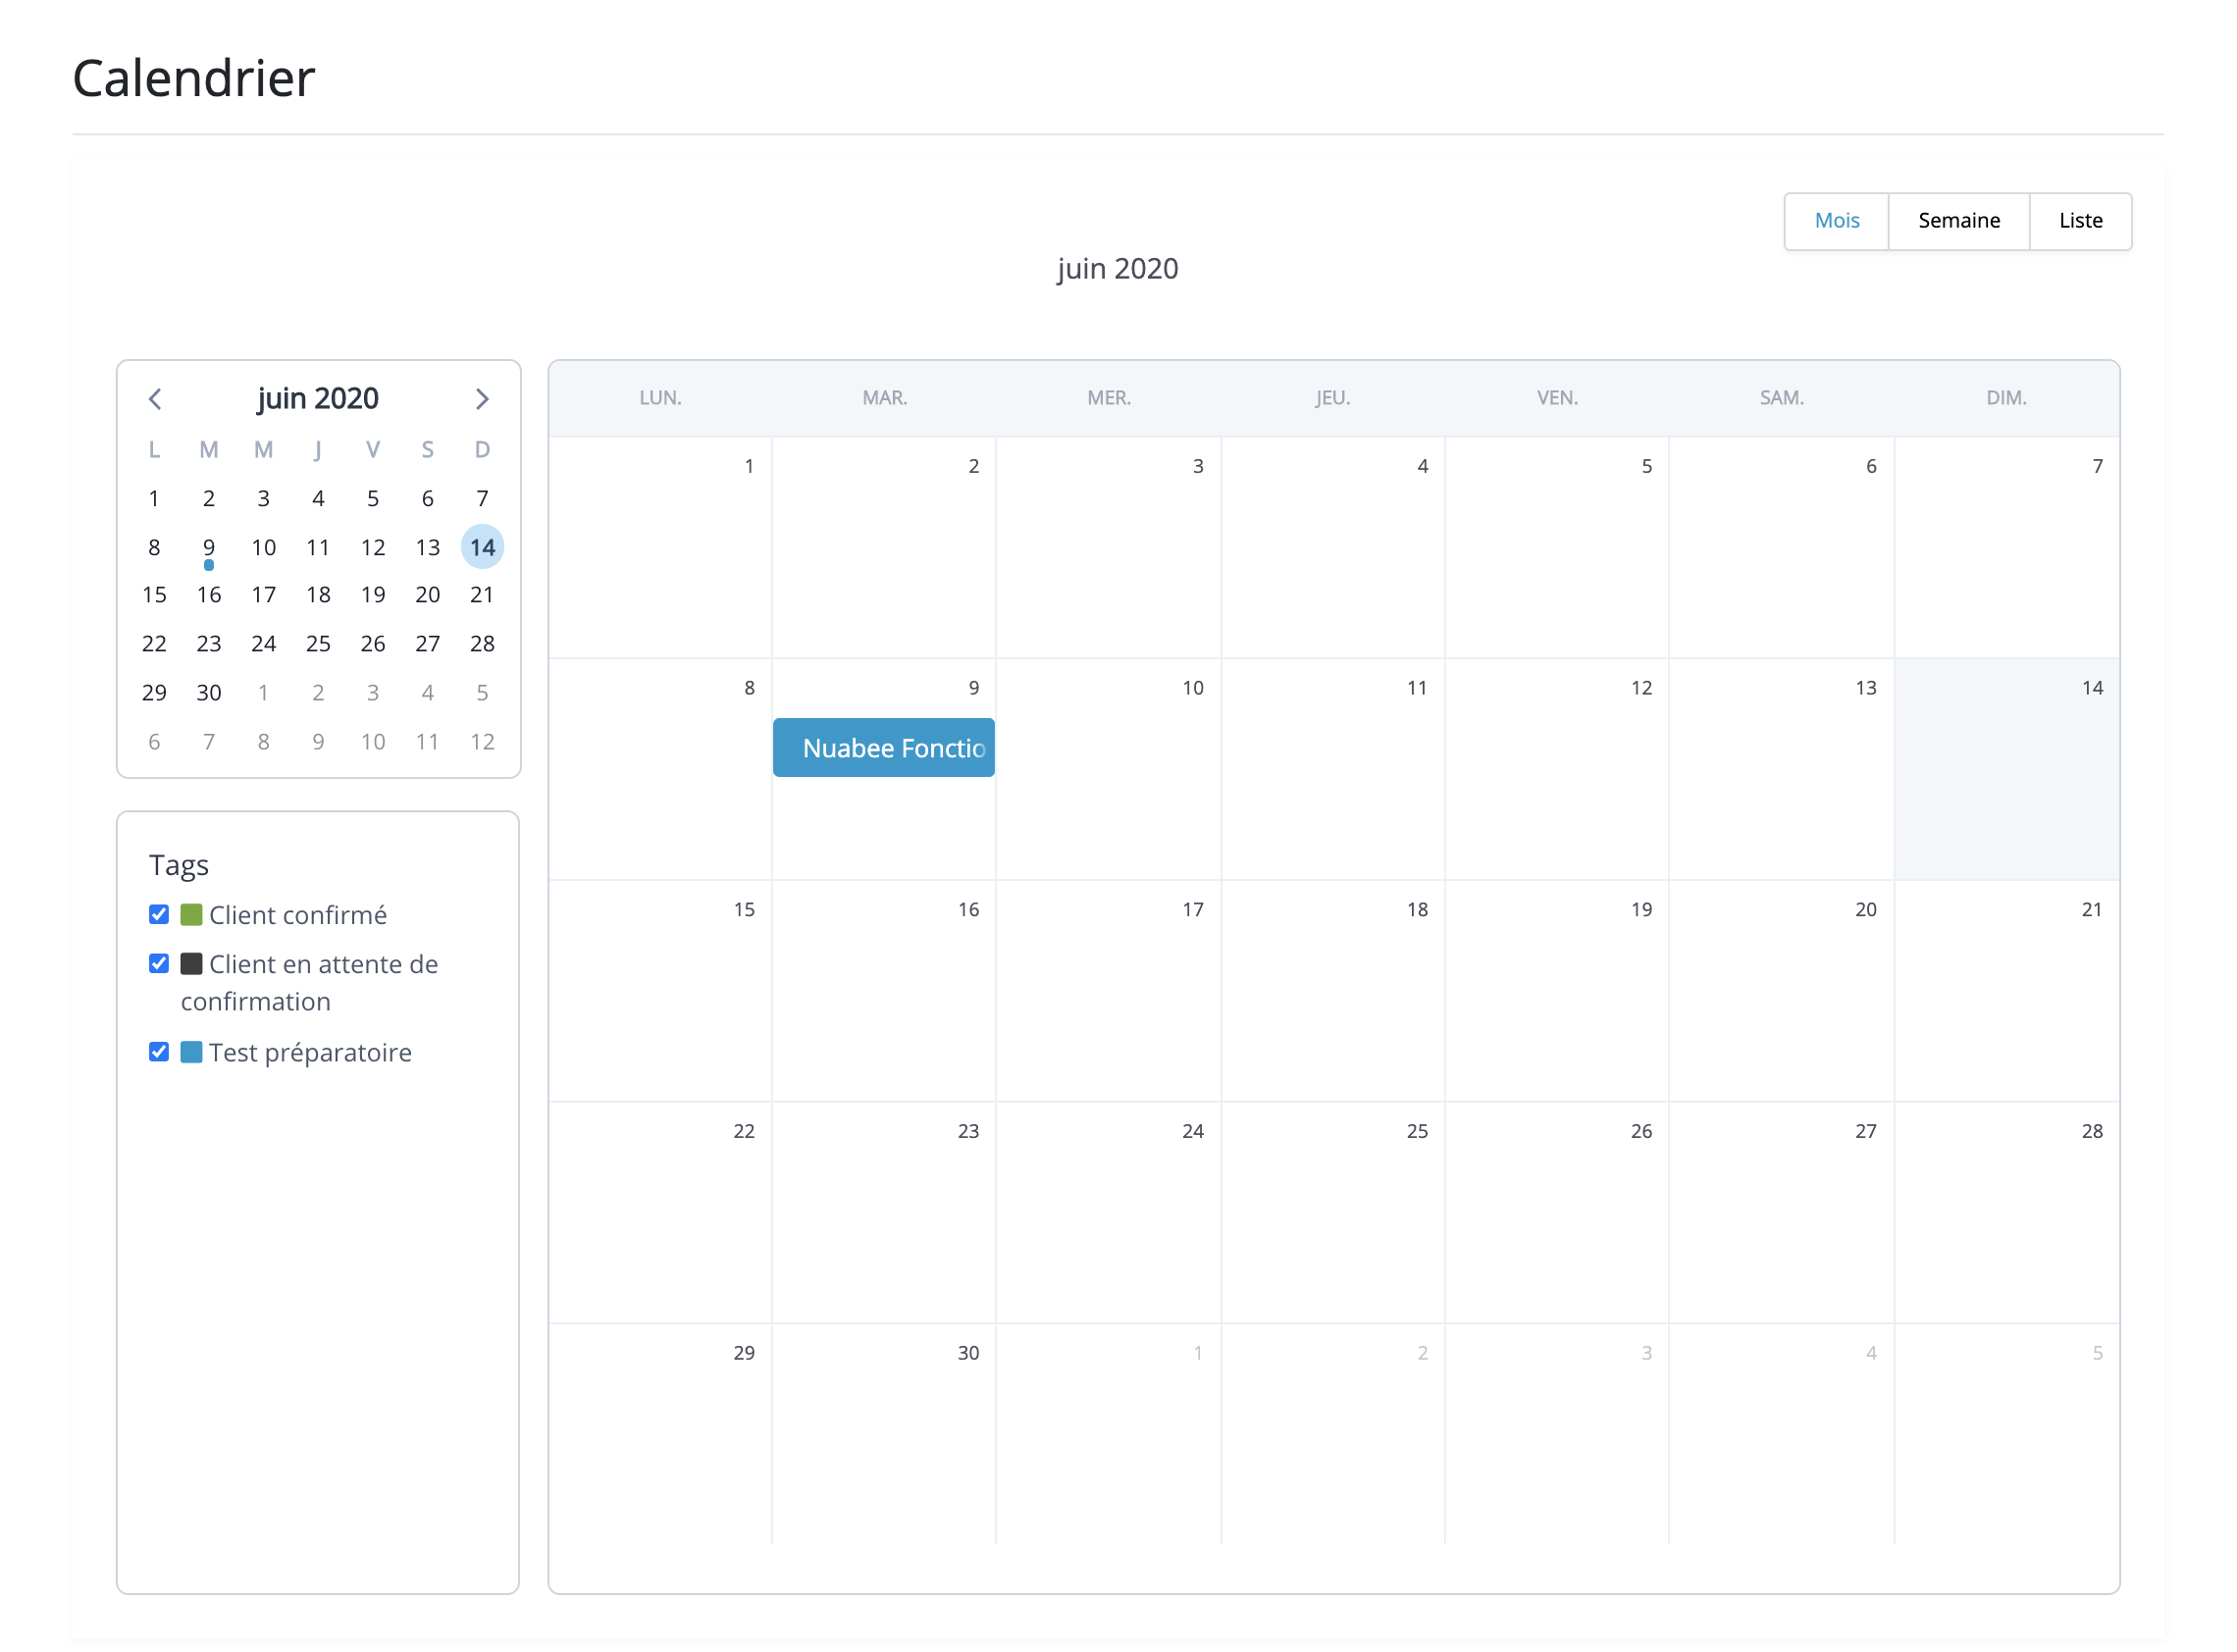 Calendrier
Mois Semaine Liste
juin 2020
juin 2020
L M M J V S D
1 2 3 4 5 6 7
8 9 10 11 12 13 14
15 16 17 18 19 20 21
22 23 24 25 26 27 28
29 30 1 2 3 4 5
6 7 8 9 10 11 12
Tags
Client confirmé
Client en attente de
confirmation
Test préparatoire
LUN. MAR. MER. JEU. VEN. SAM. DIM.
1 2 3 4 5 6 7
8 9 10 11 12 13 14
Nuabee Fonctio
15 16 17 18 19 20 21
22 23 24 25 26 27 28
29 30 1 2 3 4 5